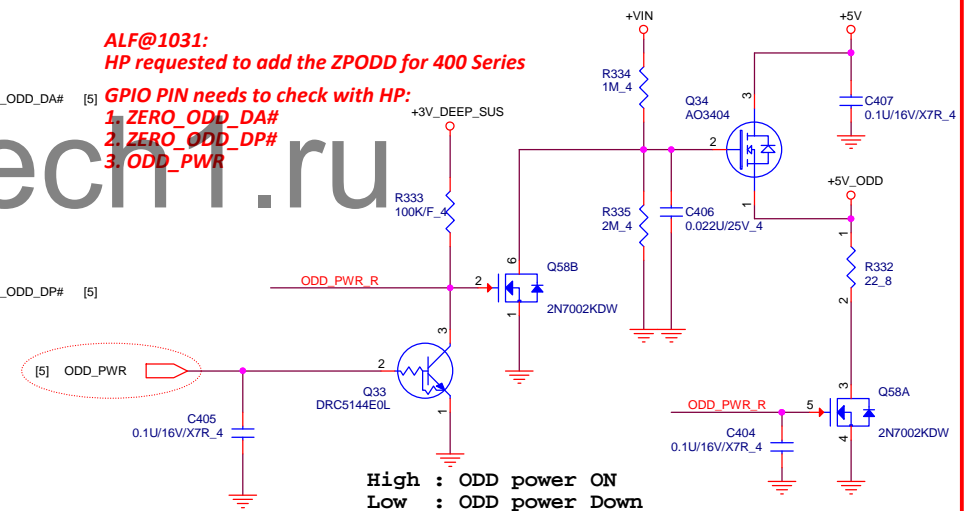 ALF@1031:
HP requested to add the ZPODD for 400 Series
_ODD_DA# [5]
GPIO PIN needs to check with HP:
1. ZERO_ODD_DA#
2. ZERO_ODD_DP#
3. ODD_PWR
ech1.ru
+3V_DEEP_SUS
R333
100K/F_4
_ODD_DP# [5]
ODD_PWR_R
2
6
1
Q58B
2N7002KDW
[5] ODD_PWR
2
3
1
Q33
DRC5144E0L
C405
0.1U/16V/X7R_4
+VIN
R334
1M_4
R335
2M_4
C406
0.022U/25V_4
Q34
AO3404
3
2
1
+5V
C407
0.1U/16V/X7R_4
+5V_ODD
1
R332
22_8
2
ODD_PWR_R
5
3
4
Q58A
2N7002KDW
C404
0.1U/16V/X7R_4
High : ODD power ON
Low : ODD power Down